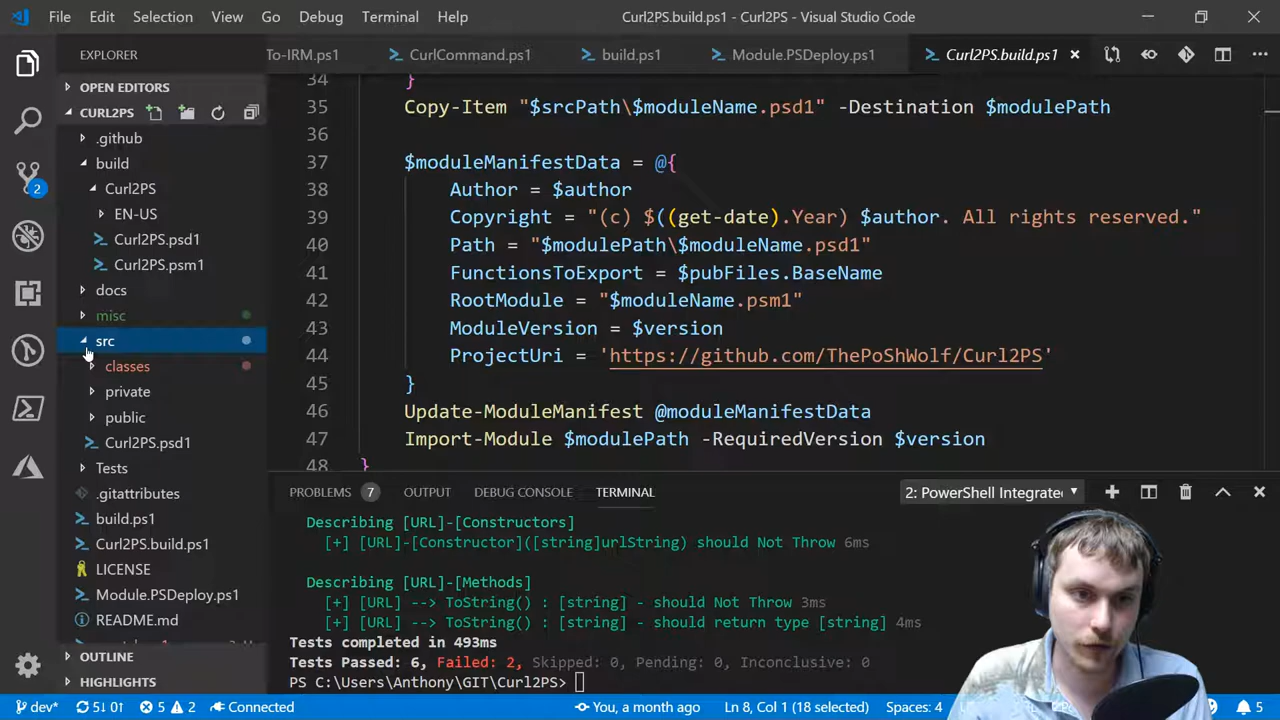 File Edit Selection View Go Debug Terminal Help Curl2PS.build.ps1 - Curl2PS - Visual Studio Code
EXPLORER
To-IRM.ps1 CurlCommand.ps1 build.ps1 Module.PSDeploy.ps1 Curl2PS.build.ps1
OPEN EDITORS
CURL2PS
.github
build
Curl2PS
EN-US
Curl2PS.psd1
Curl2PS.psm1
docs
misc
src
classes
private
public
Curl2PS.psd1
Tests
.gitattributes
build.ps1
Curl2PS.build.ps1
LICENSE
Module.PSDeploy.ps1
README.md
OUTLINE
HIGHLIGHTS
2
34 }
35 Copy-Item "$srcPath\$moduleName.psd1" -Destination $modulePath
36
37 $moduleManifestData = @{
38 Author = $author
39 Copyright = "(c) $((get-date).Year) $author. All rights reserved."
40 Path = "$modulePath\$moduleName.psd1"
41 FunctionsToExport = $pubFiles.BaseName
42 RootModule = "$moduleName.psm1"
43 ModuleVersion = $version
44 ProjectUri = 'https://github.com/ThePoShWolf/Curl2PS'
45 }
46 Update-ModuleManifest @moduleManifestData
47 Import-Module $modulePath -RequiredVersion $version
48 }
PROBLEMS 7 OUTPUT DEBUG CONSOLE TERMINAL 2: PowerShell Integrate
Describing [URL]-[Constructors]
[+] [URL]-[Constructor]([string]urlString) should Not Throw 6ms
Describing [URL]-[Methods]
[+] [URL] --> ToString() : [string] - should Not Throw 3ms
[+] [URL] --> ToString() : [string] - should return type [string] 4ms
Tests completed in 493ms
Tests Passed: 6, Failed: 2, Skipped: 0, Pending: 0, Inconclusive: 0
PS C:\Users\Anthony\GIT\Curl2PS>
dev* 5↓ 0↑ 5 2 Connected You, a month ago Ln 8, Col 1 (18 selected) Spaces: 4 5